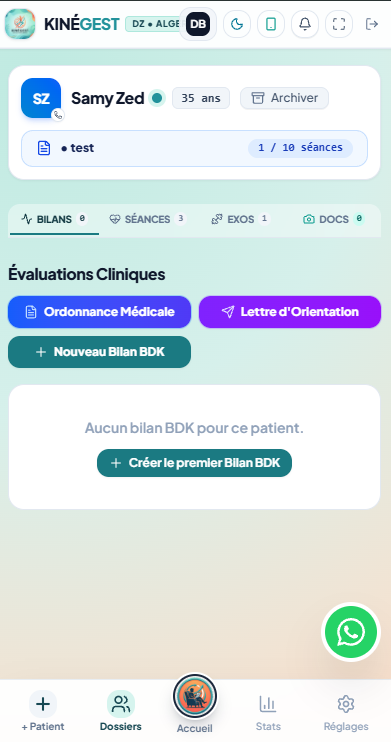 KINÉGEST DZ ● ALGE DB
SZ Samy Zed 35 ans Archiver
● test 1 / 10 séances
BILANS 0 SÉANCES 3 EXOS 1 DOCS 0
Évaluations Cliniques
Ordonnance Médicale Lettre d'Orientation
+ Nouveau Bilan BDK
Aucun bilan BDK pour ce patient.
+ Créer le premier Bilan BDK
+ Patient Dossiers Accueil Stats Réglages